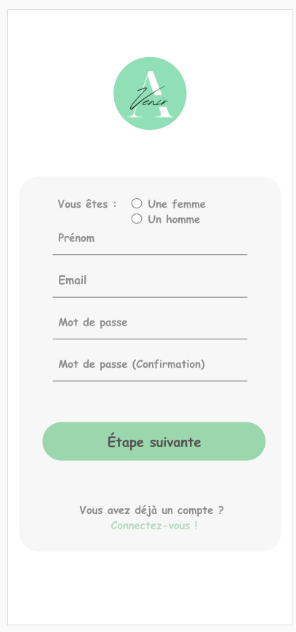 A
Venir
Vous êtes :
Une femme
Un homme
Prénom
Email
Mot de passe
Mot de passe (Confirmation)
Étape suivante
Vous avez déjà un compte ?
Connectez-vous !